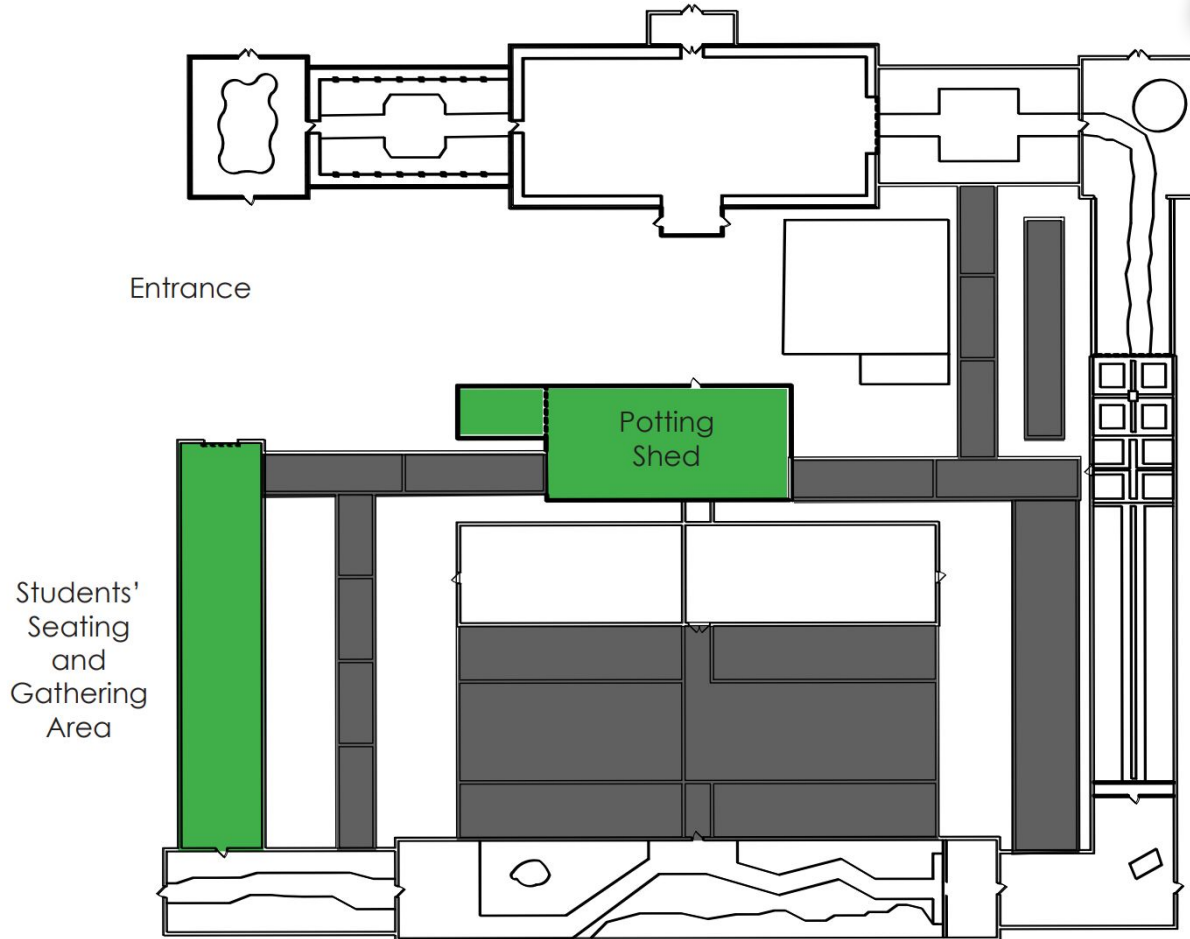 Entrance
Potting
Shed
Students’
Seating
and
Gathering
Area